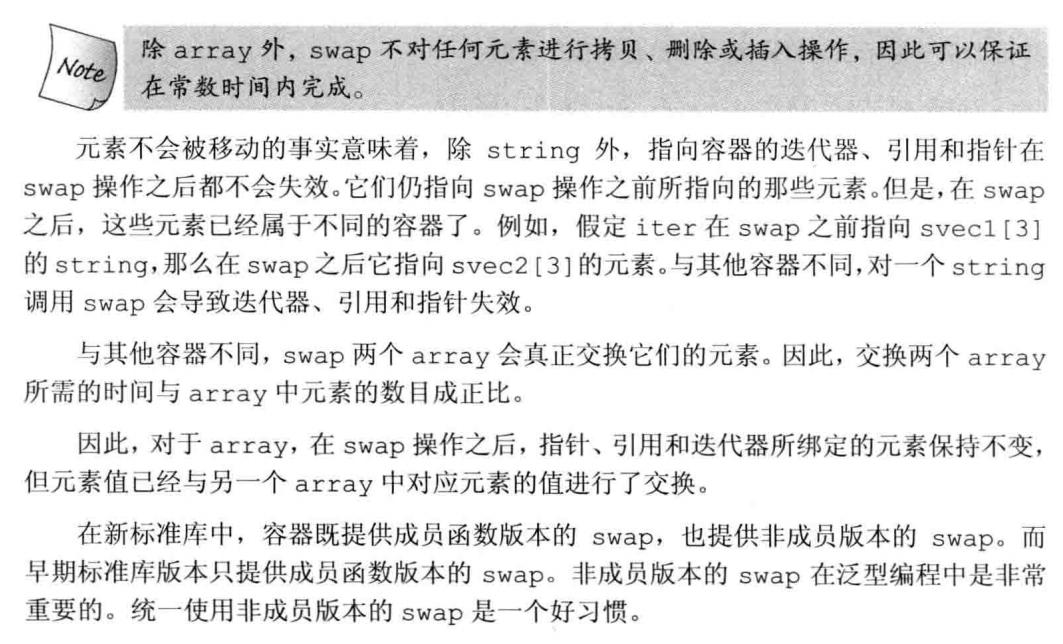 Note
除 array 外，swap 不对任何元素进行拷贝、删除或插入操作，因此可以保证
在常数时间内完成。
元素不会被移动的事实意味着，除 string 外，指向容器的迭代器、引用和指针在
swap 操作之后都不会失效。它们仍指向 swap 操作之前所指向的那些元素。但是，在 swap
之后，这些元素已经属于不同的容器了。例如，假定 iter 在 swap 之前指向 svec1[3]
的 string，那么在 swap 之后它指向 svec2[3]的元素。与其他容器不同，对一个 string
调用 swap 会导致迭代器、引用和指针失效。
与其他容器不同，swap 两个 array 会真正交换它们的元素。因此，交换两个 array
所需的时间与 array 中元素的数目成正比。
因此，对于 array，在 swap 操作之后，指针、引用和迭代器所绑定的元素保持不变，
但元素值已经与另一个 array 中对应元素的值进行了交换。
在新标准库中，容器既提供成员函数版本的 swap，也提供非成员版本的 swap。而
早期标准库版本只提供成员函数版本的 swap。非成员版本的 swap 在泛型编程中是非常
重要的。统一使用非成员版本的 swap 是一个好习惯。